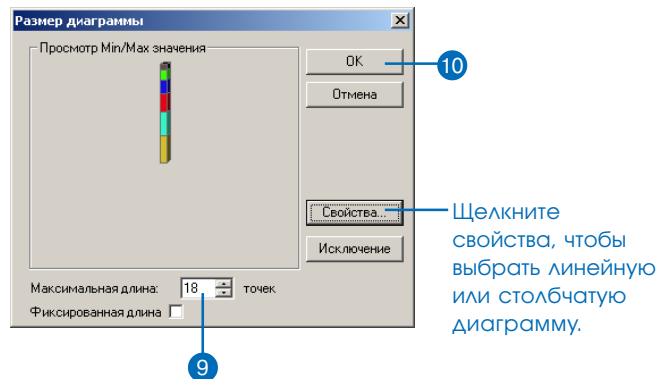 Размер диаграммы
Просмотр Min/Max значения
OK
10
Отмена
Свойства...
Щелкните
свойства, чтобы
выбрать линейную
или столбчатую
диаграмму.
Исключение
Максимальная длина: 18 точек
Фиксированная длина
9